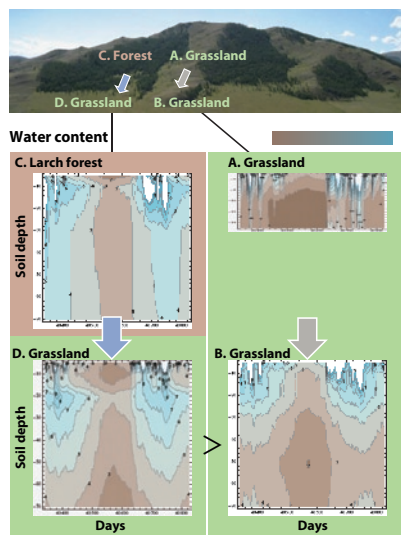 C. Forest
A. Grassland
D. Grassland
B. Grassland
Water content
C. Larch forest
A. Grassland
Soil depth
D. Grassland
B. Grassland
Soil depth
>
Days
Days